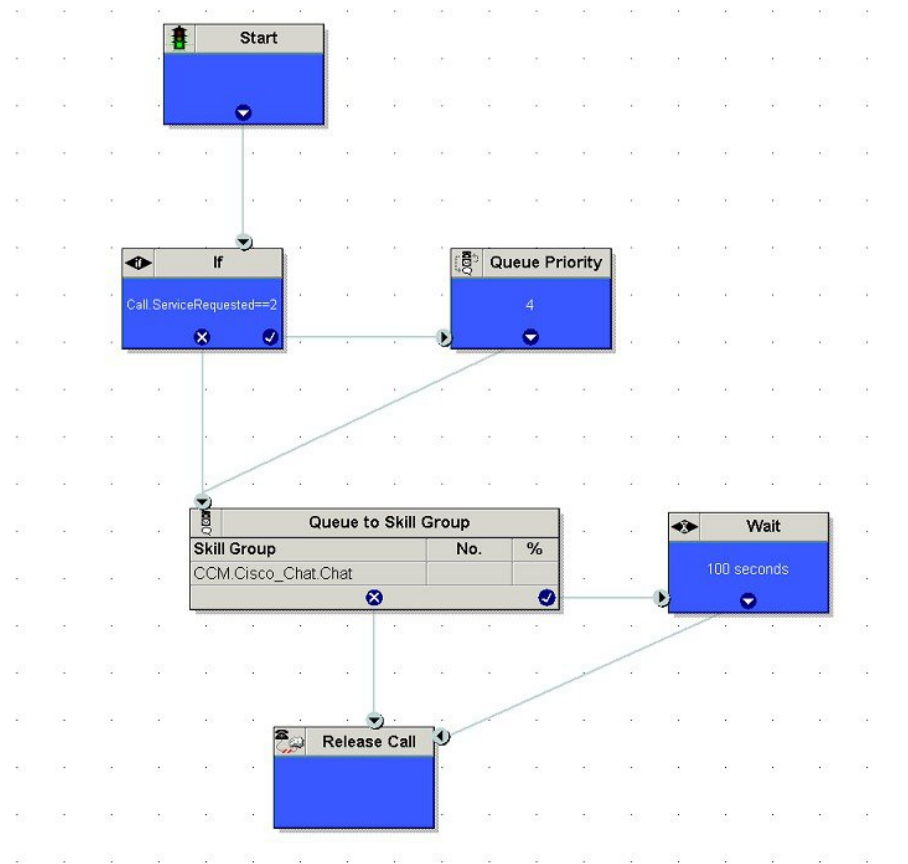 Start
If
Call.ServiceRequested==2
Queue Priority
4
Queue to Skill Group
Skill Group No. %
CCM.Cisco_Chat.Chat
Wait
100 seconds
Release Call